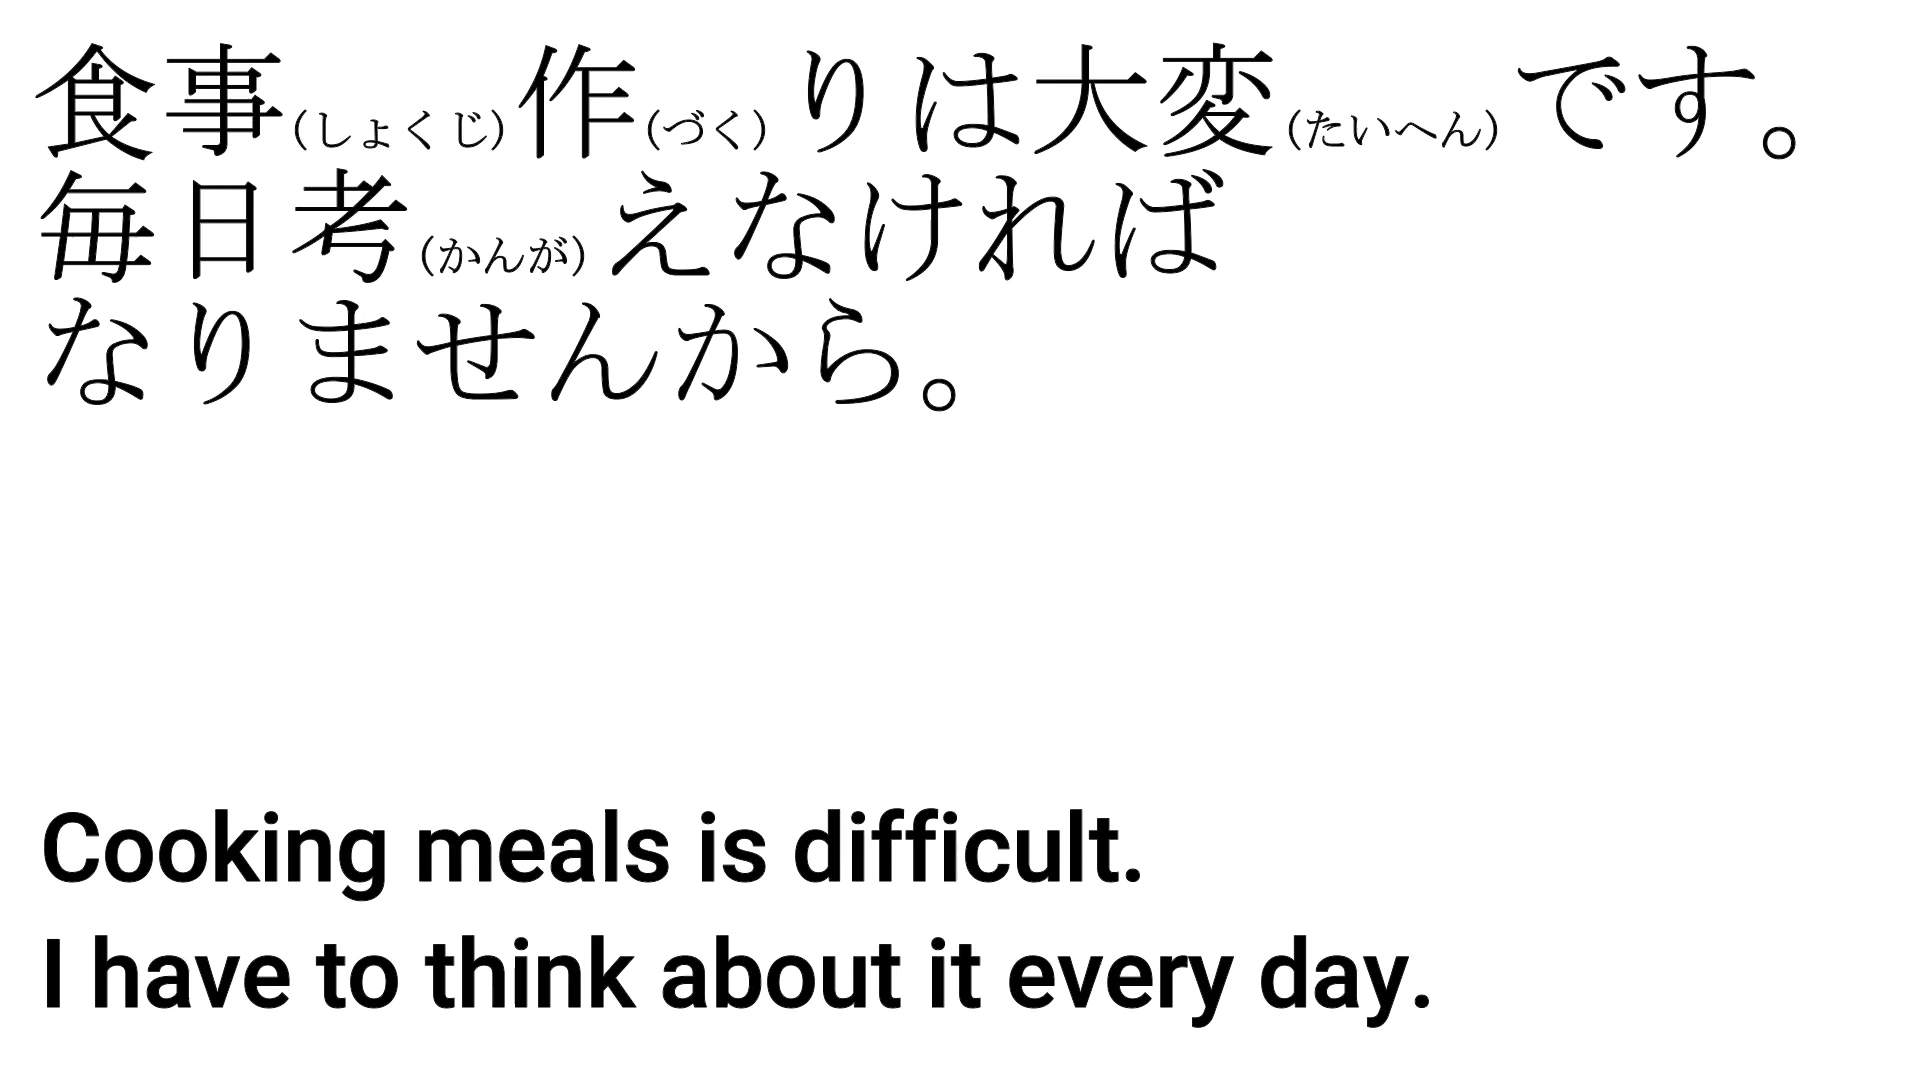 食事(しょくじ)作(づく)りは大変(たいへん)です。
毎日考(かんが)えなければ
なりませんから。
Cooking meals is difficult.
I have to think about it every day.